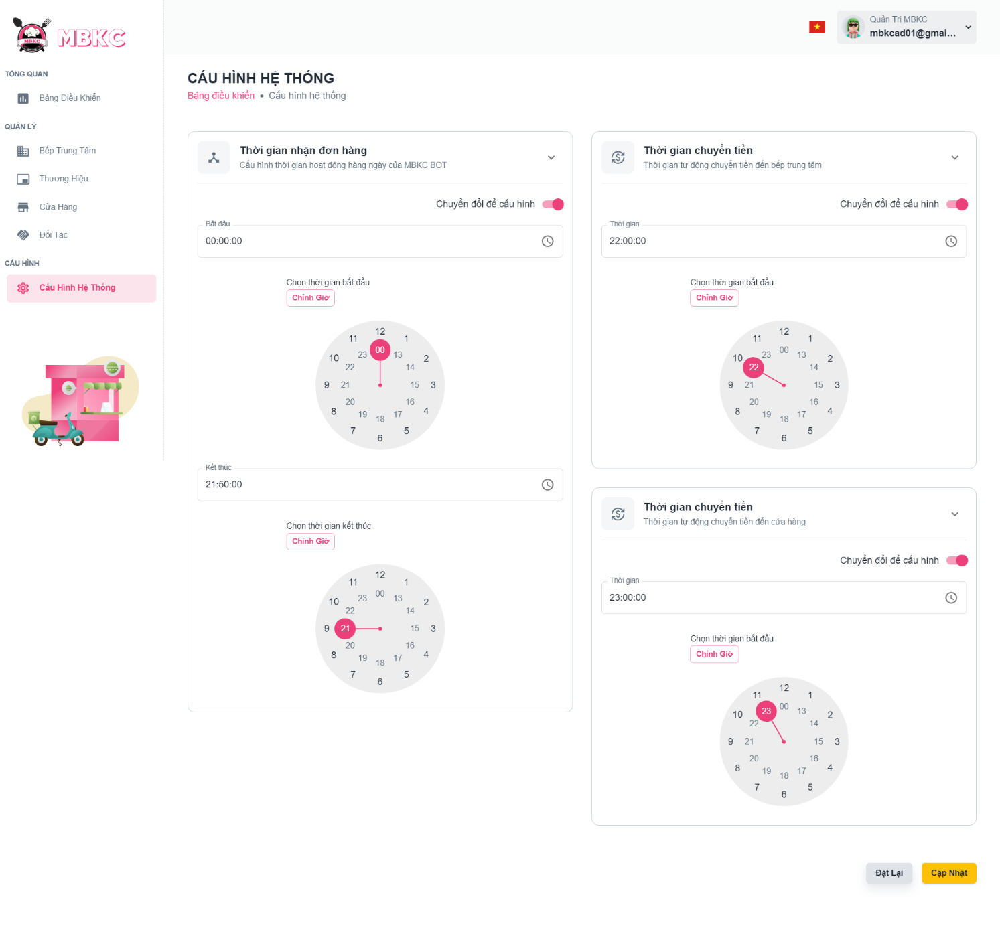 MBKC
MBKC
TỔNG QUAN
Bảng Điều Khiển
QUẢN LÝ
Bếp Trung Tâm
Thương Hiệu
Cửa Hàng
Đối Tác
CẤU HÌNH
Cấu Hình Hệ Thống
Quản Trị MBKC
mbkcad01@gmai...
CẤU HÌNH HỆ THỐNG
Bảng điều khiển • Cấu hình hệ thống
Thời gian nhận đơn hàng
Cấu hình thời gian hoạt động hàng ngày của MBKC BOT
Chuyển đổi để cấu hình
Bắt đầu
00:00:00
Chọn thời gian bắt đầu
Chỉnh Giờ
12
11 1
00
23 13
10 2
22 14
9 21 15 3
20 16
8 4
19 17
18
7 5
6
Kết thúc
21:50:00
Chọn thời gian kết thúc
Chỉnh Giờ
12
11 1
00
23 13
10 2
22 14
9 21 15 3
20 16
8 4
19 17
18
7 5
6
Thời gian chuyển tiền
Thời gian tự động chuyển tiền đến bếp trung tâm
Chuyển đổi để cấu hình
Thời gian
22:00:00
Chọn thời gian bắt đầu
Chỉnh Giờ
12
11 1
00
23 13
10 2
22 14
9 21 15 3
20 16
8 4
19 17
18
7 5
6
Thời gian chuyển tiền
Thời gian tự động chuyển tiền đến cửa hàng
Chuyển đổi để cấu hình
Thời gian
23:00:00
Chọn thời gian bắt đầu
Chỉnh Giờ
12
11 1
00
23 13
10 2
22 14
9 21 15 3
20 16
8 4
19 17
18
7 5
6
Đặt Lại
Cập Nhật